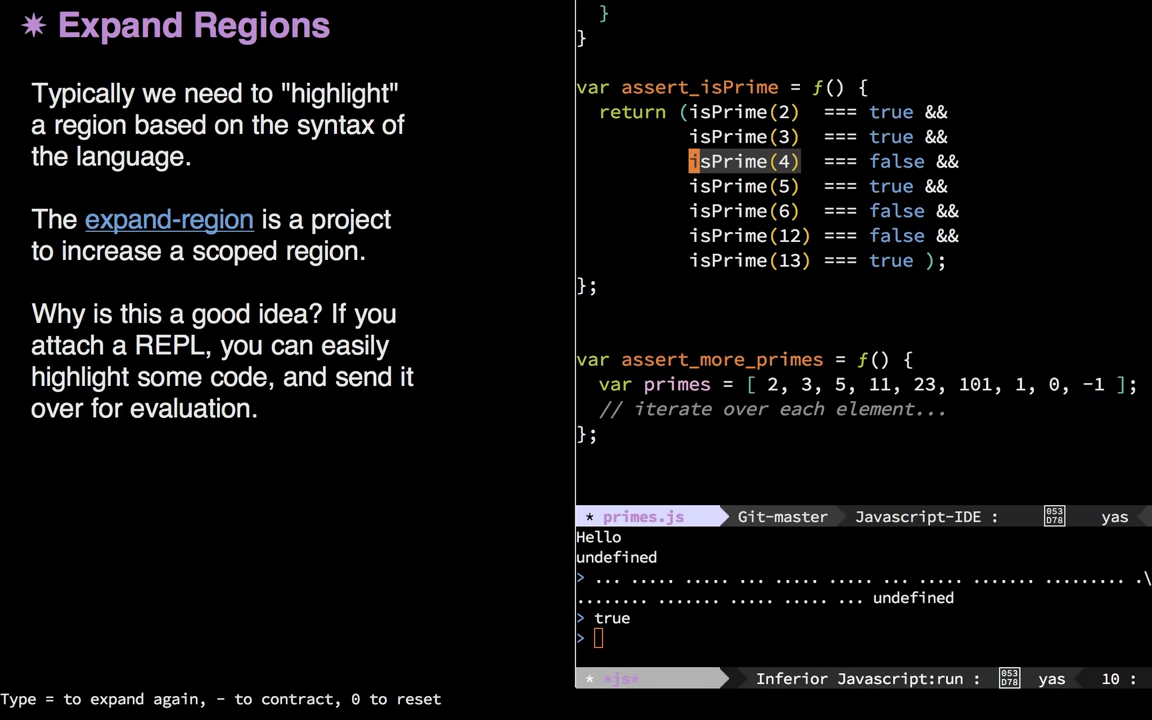 ✷ Expand Regions
Typically we need to "highlight"
a region based on the syntax of
the language.
The expand-region is a project
to increase a scoped region.
Why is this a good idea? If you
attach a REPL, you can easily
highlight some code, and send it
over for evaluation.
}
}
var assert_isPrime = ƒ() {
return (isPrime(2) === true &&
isPrime(3) === true &&
isPrime(4) === false &&
isPrime(5) === true &&
isPrime(6) === false &&
isPrime(12) === false &&
isPrime(13) === true );
};
var assert_more_primes = ƒ() {
var primes = [ 2, 3, 5, 11, 23, 101, 1, 0, -1 ];
// iterate over each element...
};
* primes.js Git-master Javascript-IDE : 053D78 yas
Hello
undefined
> ... ..... ..... ... ..... ..... ... ..... ....... ......... .\
........ ....... ..... ..... ... undefined
> true
>
* *js* Inferior Javascript:run : 053D78 yas 10 :
Type = to expand again, - to contract, 0 to reset